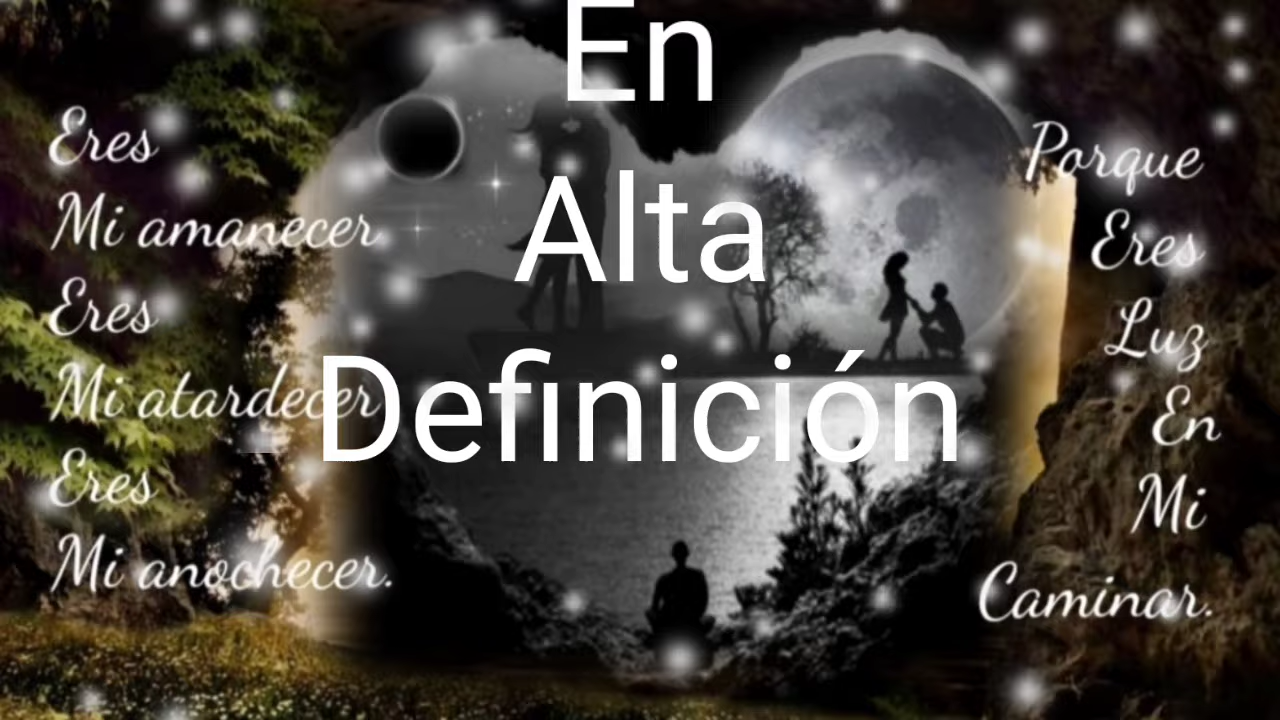 En
Alta
Definición
Eres
Mi amanecer
Eres
Mi atardecer
Eres
Mi anochecer.
Porque
Eres
Luz
En
Mi
Caminar.